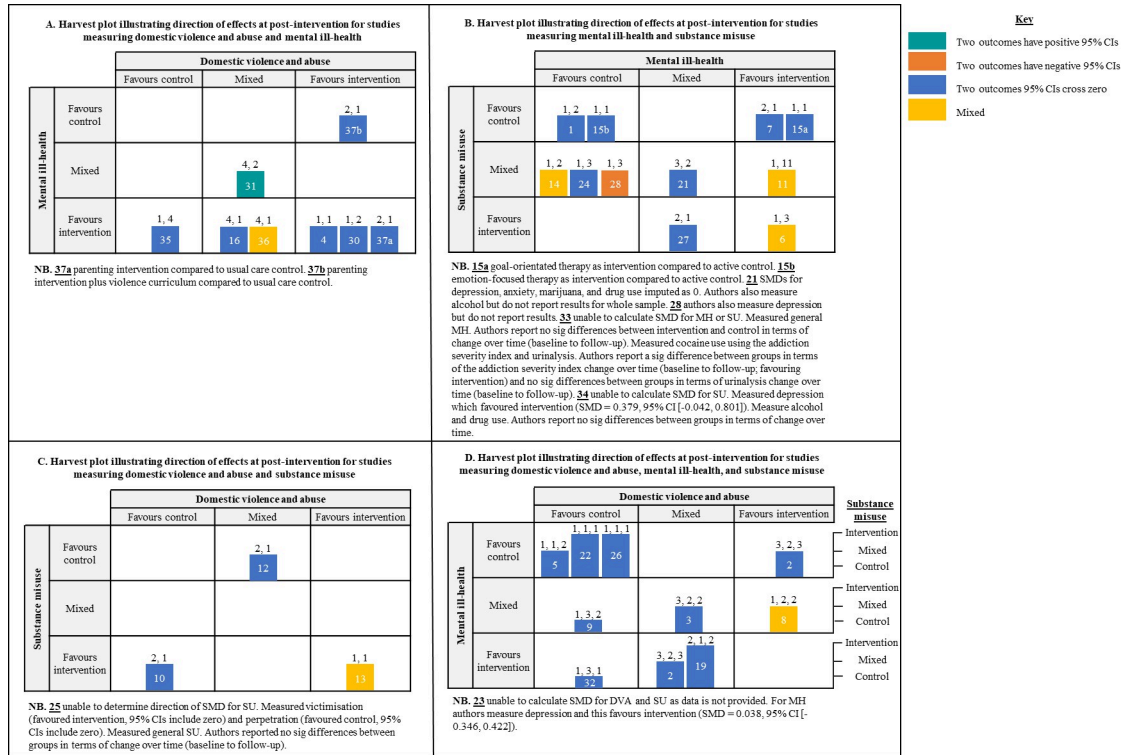 A. Harvest plot illustrating direction of effects at post-intervention for studies
measuring domestic violence and abuse and mental ill-health
Domestic violence and abuse
Favours control Mixed Favours intervention
Mental ill-health
Favours
control
2, 1
37b
Mixed
4, 2
31
Favours
intervention
1, 4
35
4, 1 4, 1
16 36
1, 1 1, 2 2, 1
4 30 37a
NB. 37a parenting intervention compared to usual care control. 37b parenting
intervention plus violence curriculum compared to usual care control.
B. Harvest plot illustrating direction of effects at post-intervention for studies
measuring mental ill-health and substance misuse
Mental ill-health
Favours control Mixed Favours intervention
Substance misuse
Favours
control
1, 2 1, 1
1 15b
2, 1 1, 1
7 15a
Mixed
1, 2 1, 3 1, 3
14 24 28
3, 2
21
1, 11
11
Favours
intervention
2, 1
27
1, 3
6
NB. 15a goal-orientated therapy as intervention compared to active control. 15b
emotion-focused therapy as intervention compared to active control. 21 SMDs for
depression, anxiety, marijuana, and drug use imputed as 0. Authors also measure
alcohol but do not report results for whole sample. 28 authors also measure depression
but do not report results. 33 unable to calculate SMD for MH or SU. Measured general
MH. Authors report no sig differences between intervention and control in terms of
change over time (baseline to follow-up). Measured cocaine use using the addiction
severity index and urinalysis. Authors report a sig difference between groups in terms
of the addiction severity index change over time (baseline to follow-up; favouring
intervention) and no sig differences between groups in terms of urinalysis change over
time (baseline to follow-up). 34 unable to calculate SMD for SU. Measured depression
which favoured intervention (SMD = 0.379, 95% CI [-0.042, 0.801]). Measure alcohol
and drug use. Authors report no sig differences between groups in terms of change over
time.
Key
Two outcomes have positive 95% CIs
Two outcomes have negative 95% CIs
Two outcomes 95% CIs cross zero
Mixed
C. Harvest plot illustrating direction of effects at post-intervention for studies
measuring domestic violence and abuse and substance misuse
Domestic violence and abuse
Favours control Mixed Favours intervention
Substance misuse
Favours
control
2, 1
12
Mixed
Favours
intervention
2, 1
10
1, 1
13
NB. 25 unable to determine direction of SMD for SU. Measured victimisation
(favoured intervention, 95% CIs include zero) and perpetration (favoured control, 95%
CIs include zero). Measured general SU. Authors reported no sig differences between
groups in terms of change over time (baseline to follow-up).
D. Harvest plot illustrating direction of effects at post-intervention for studies
measuring domestic violence and abuse, mental ill-health, and substance misuse
Domestic violence and abuse
Favours control Mixed Favours intervention
Substance
misuse
Mental ill-health
Favours
control
1, 1, 2 1, 1, 1 1, 1, 1
5 22 26
3, 2, 3
2
Intervention
Mixed
Control
Mixed
1, 3, 2
9
3, 2, 2
3
1, 2, 2
8
Intervention
Mixed
Control
Favours
intervention
1, 3, 1
32
3, 2, 3 2, 1, 2
2 19
Intervention
Mixed
Control
NB. 23 unable to calculate SMD for DVA and SU as data is not provided. For MH
authors measure depression and this favours intervention (SMD = 0.038, 95% CI [-
0.346, 0.422]).